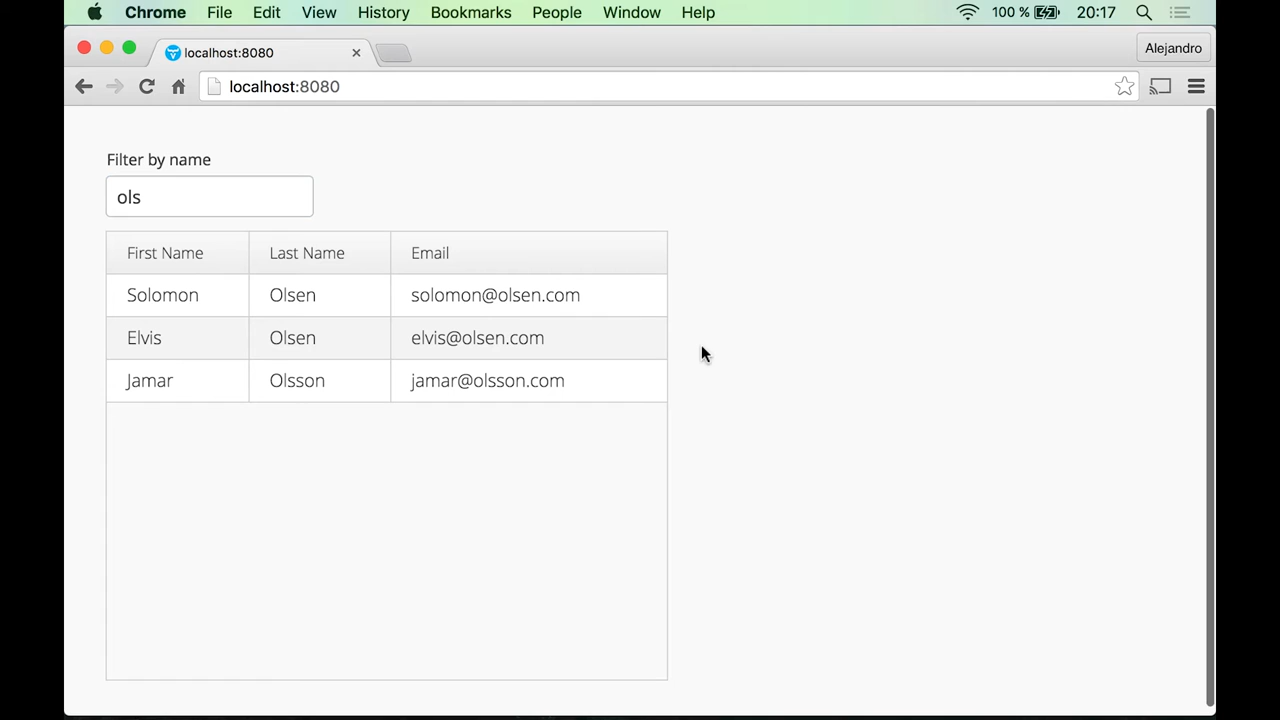 Chrome File Edit View History Bookmarks People Window Help 100 % 20:17
localhost:8080 Alejandro
localhost:8080
Filter by name
ols
First Name Last Name Email
Solomon Olsen solomon@olsen.com
Elvis Olsen elvis@olsen.com
Jamar Olsson jamar@olsson.com